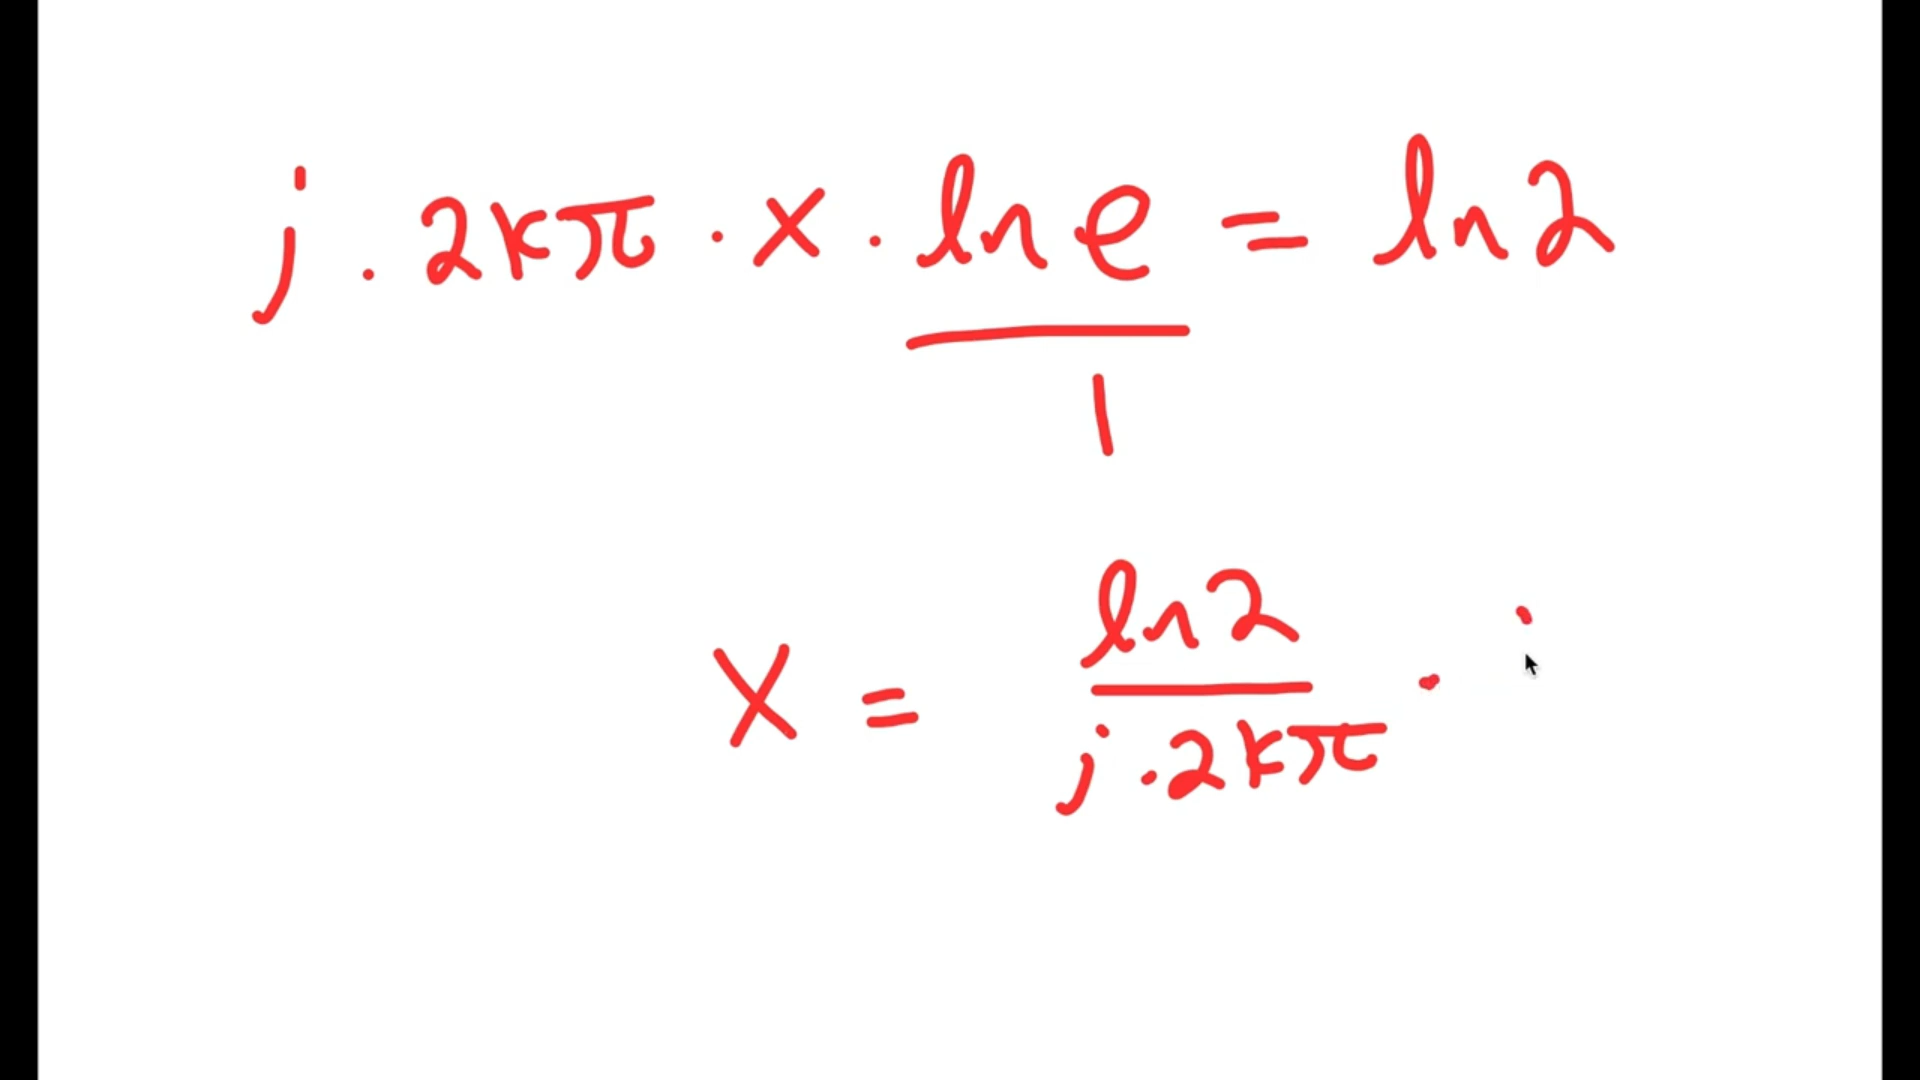 j . 2kπ . x . ln e = ln 2
1
x = ln 2 / j . 2kπ .